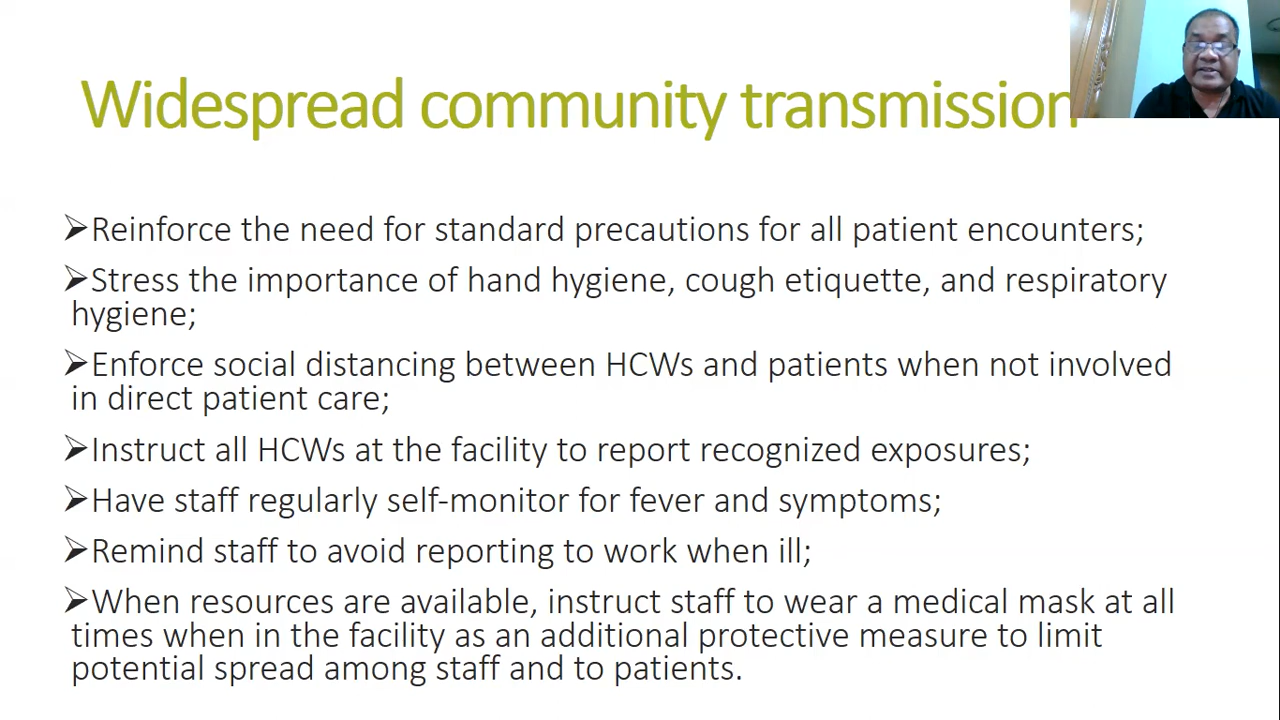 Widespread community transmission
➢Reinforce the need for standard precautions for all patient encounters;
➢Stress the importance of hand hygiene, cough etiquette, and respiratory
hygiene;
➢Enforce social distancing between HCWs and patients when not involved
in direct patient care;
➢Instruct all HCWs at the facility to report recognized exposures;
➢Have staff regularly self-monitor for fever and symptoms;
➢Remind staff to avoid reporting to work when ill;
➢When resources are available, instruct staff to wear a medical mask at all
times when in the facility as an additional protective measure to limit
potential spread among staff and to patients.